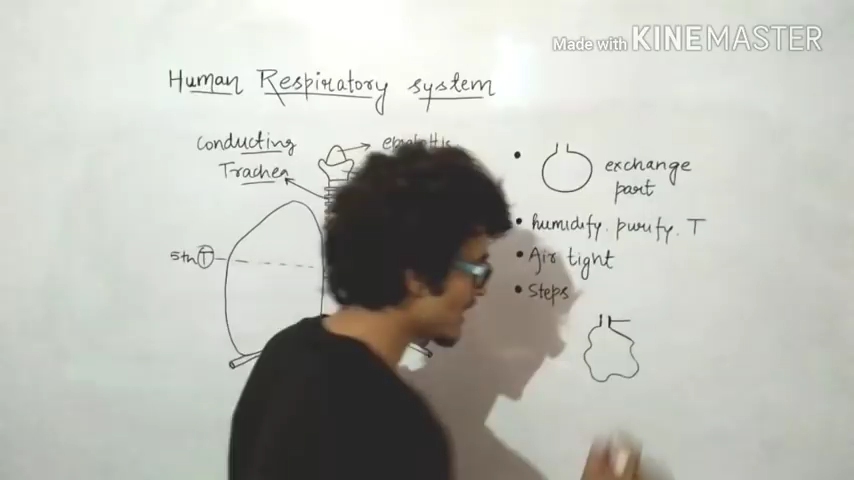 Made with KINEMASTER
Human Respiratory system
conducting
Trachea
5th T
exchange
part
humidify. purify. T
Air tight
Steps